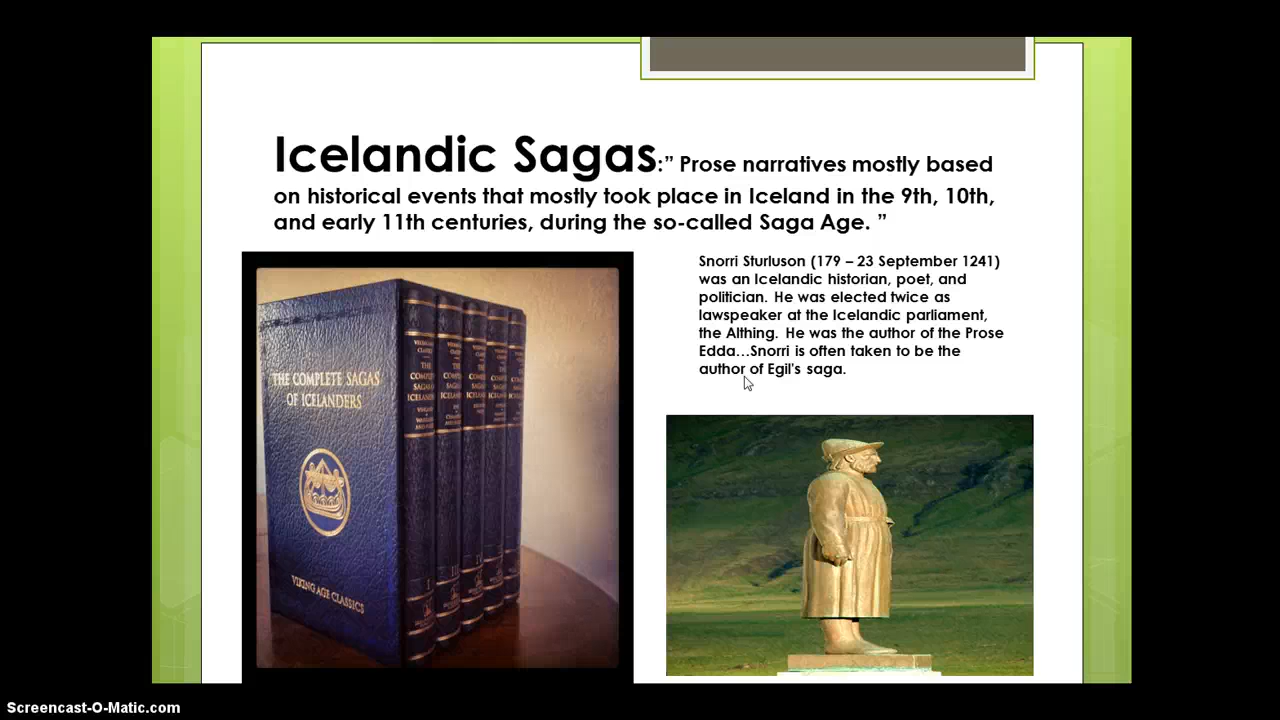 Icelandic Sagas:” Prose narratives mostly based
on historical events that mostly took place in Iceland in the 9th, 10th,
and early 11th centuries, during the so-called Saga Age. ”
Snorri Sturluson (179 – 23 September 1241)
was an Icelandic historian, poet, and
politician. He was elected twice as
lawspeaker at the Icelandic parliament,
the Althing. He was the author of the Prose
Edda…Snorri is often taken to be the
author of Egil's saga.
THE COMPLETE SAGAS
OF ICELANDERS
VIKING AGE CLASSICS
I
Screencast-O-Matic.com